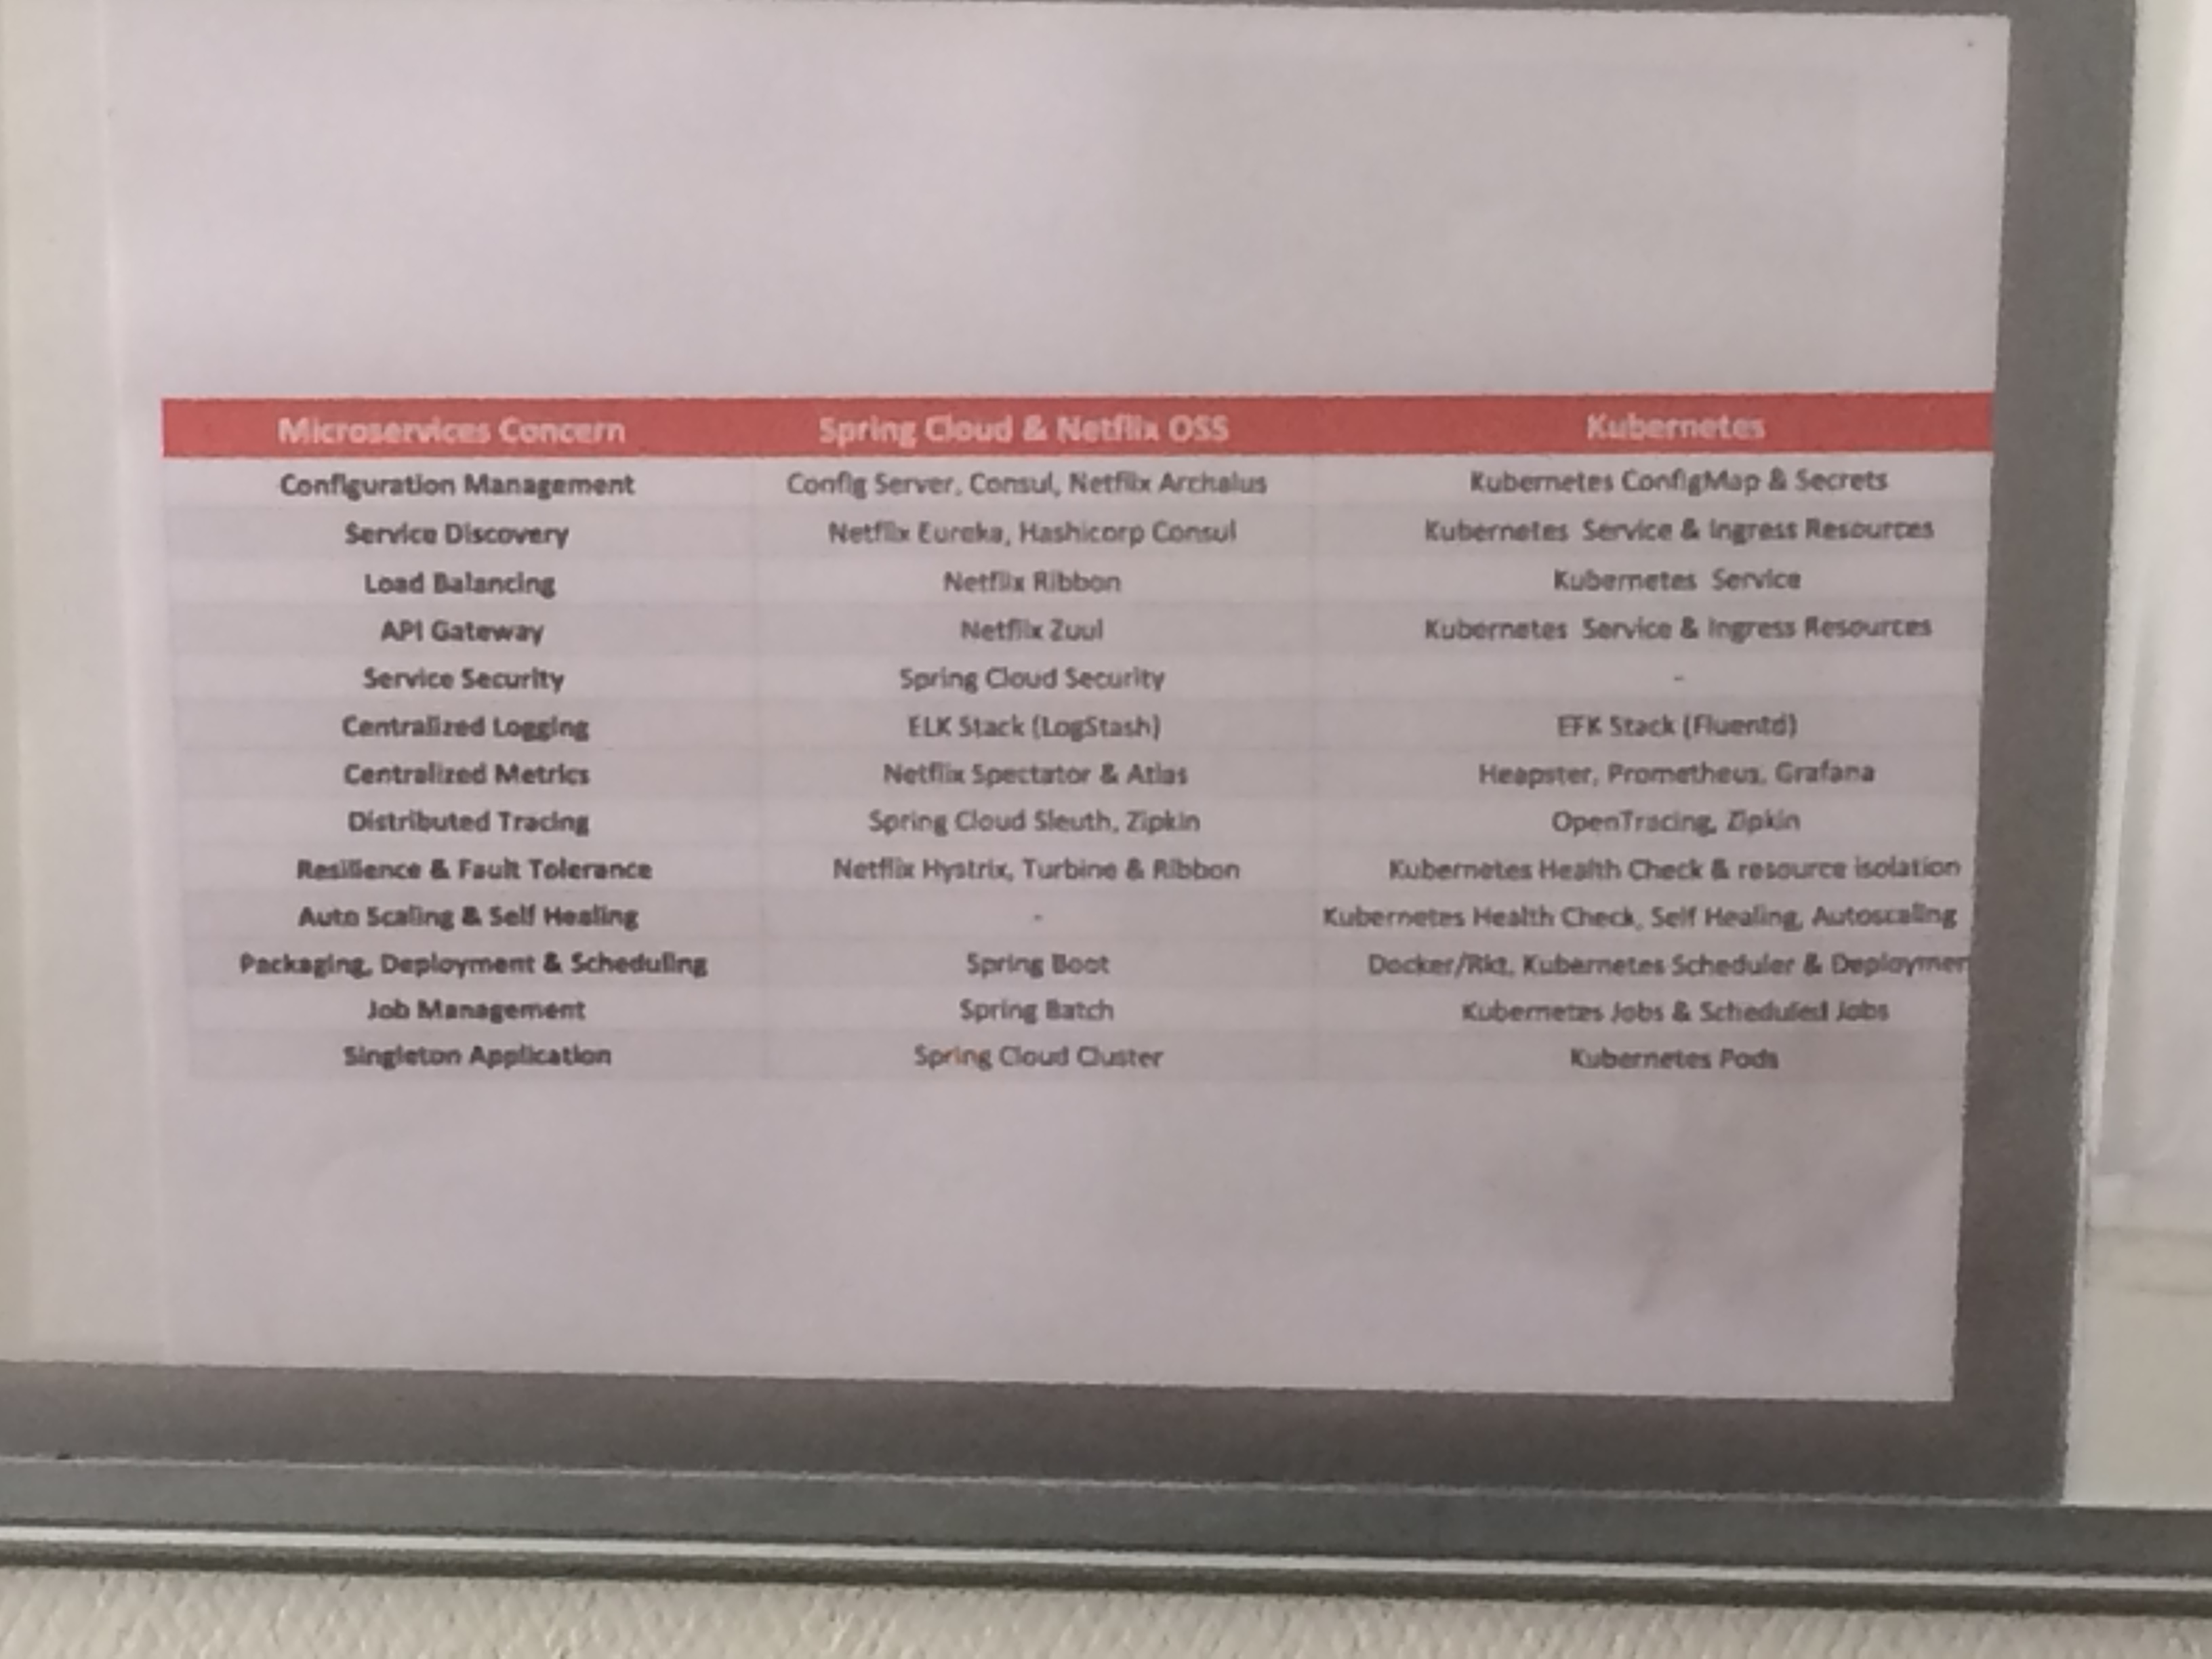 Microservices Concern Spring Cloud & Netflix OSS Kubernetes
Configuration Management Config Server, Consul, Netflix Archaius Kubernetes ConfigMap & Secrets
Service Discovery Netflix Eureka, Hashicorp Consul Kubernetes Service & Ingress Resources
Load Balancing Netflix Ribbon Kubernetes Service
API Gateway Netflix Zuul Kubernetes Service & Ingress Resources
Service Security Spring Cloud Security -
Centralized Logging ELK Stack (LogStash) EFK Stack (Fluentd)
Centralized Metrics Netflix Spectator & Atlas Heapster, Prometheus, Grafana
Distributed Tracing Spring Cloud Sleuth, Zipkin OpenTracing, Zipkin
Resilience & Fault Tolerance Netflix Hystrix, Turbine & Ribbon Kubernetes Health Check & resource isolation
Auto Scaling & Self Healing - Kubernetes Health Check, Self Healing, Autoscaling
Packaging, Deployment & Scheduling Spring Boot Docker/Rkt, Kubernetes Scheduler & Deploymen
Job Management Spring Batch Kubernetes Jobs & Scheduled Jobs
Singleton Application Spring Cloud Cluster Kubernetes Pods